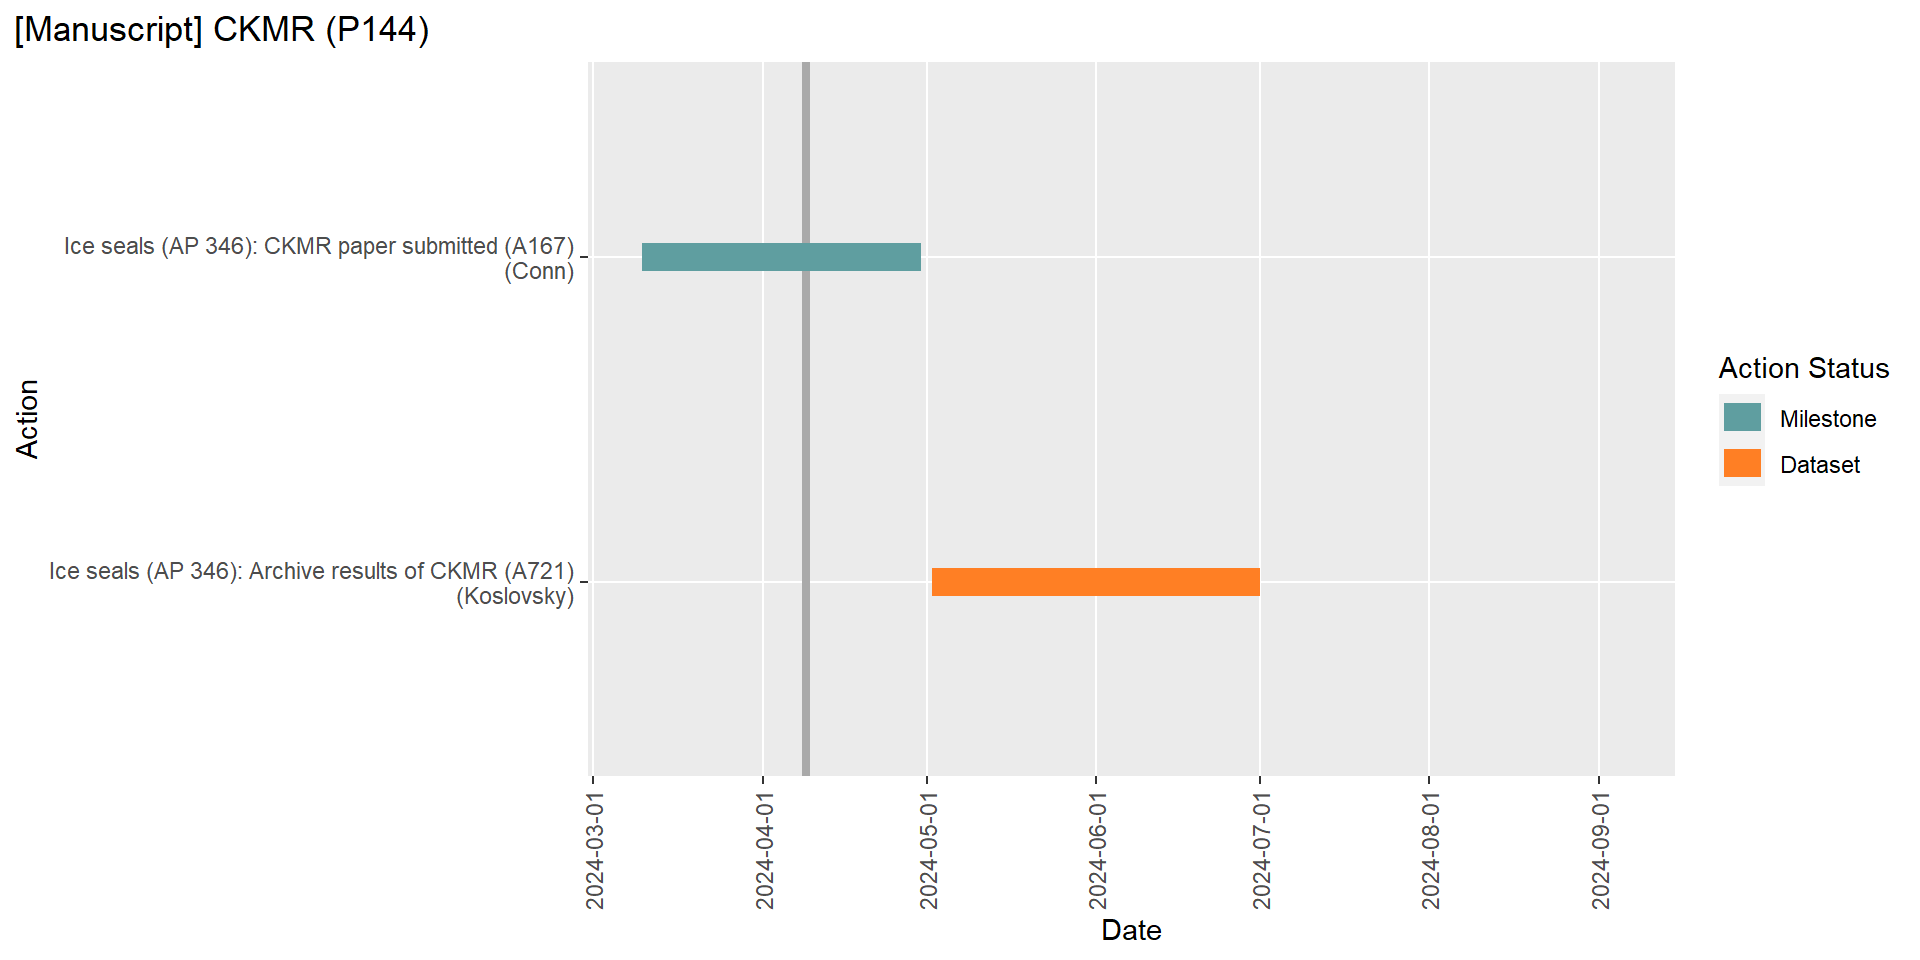 [Manuscript] CKMR (P144)
Ice seals (AP 346): CKMR paper submitted (A167)
(Conn)
Action
Ice seals (AP 346): Archive results of CKMR (A721)
(Koslovsky)
Action Status
Milestone
Dataset
2024-03-01
2024-04-01
2024-05-01
2024-06-01
2024-07-01
2024-08-01
2024-09-01
Date